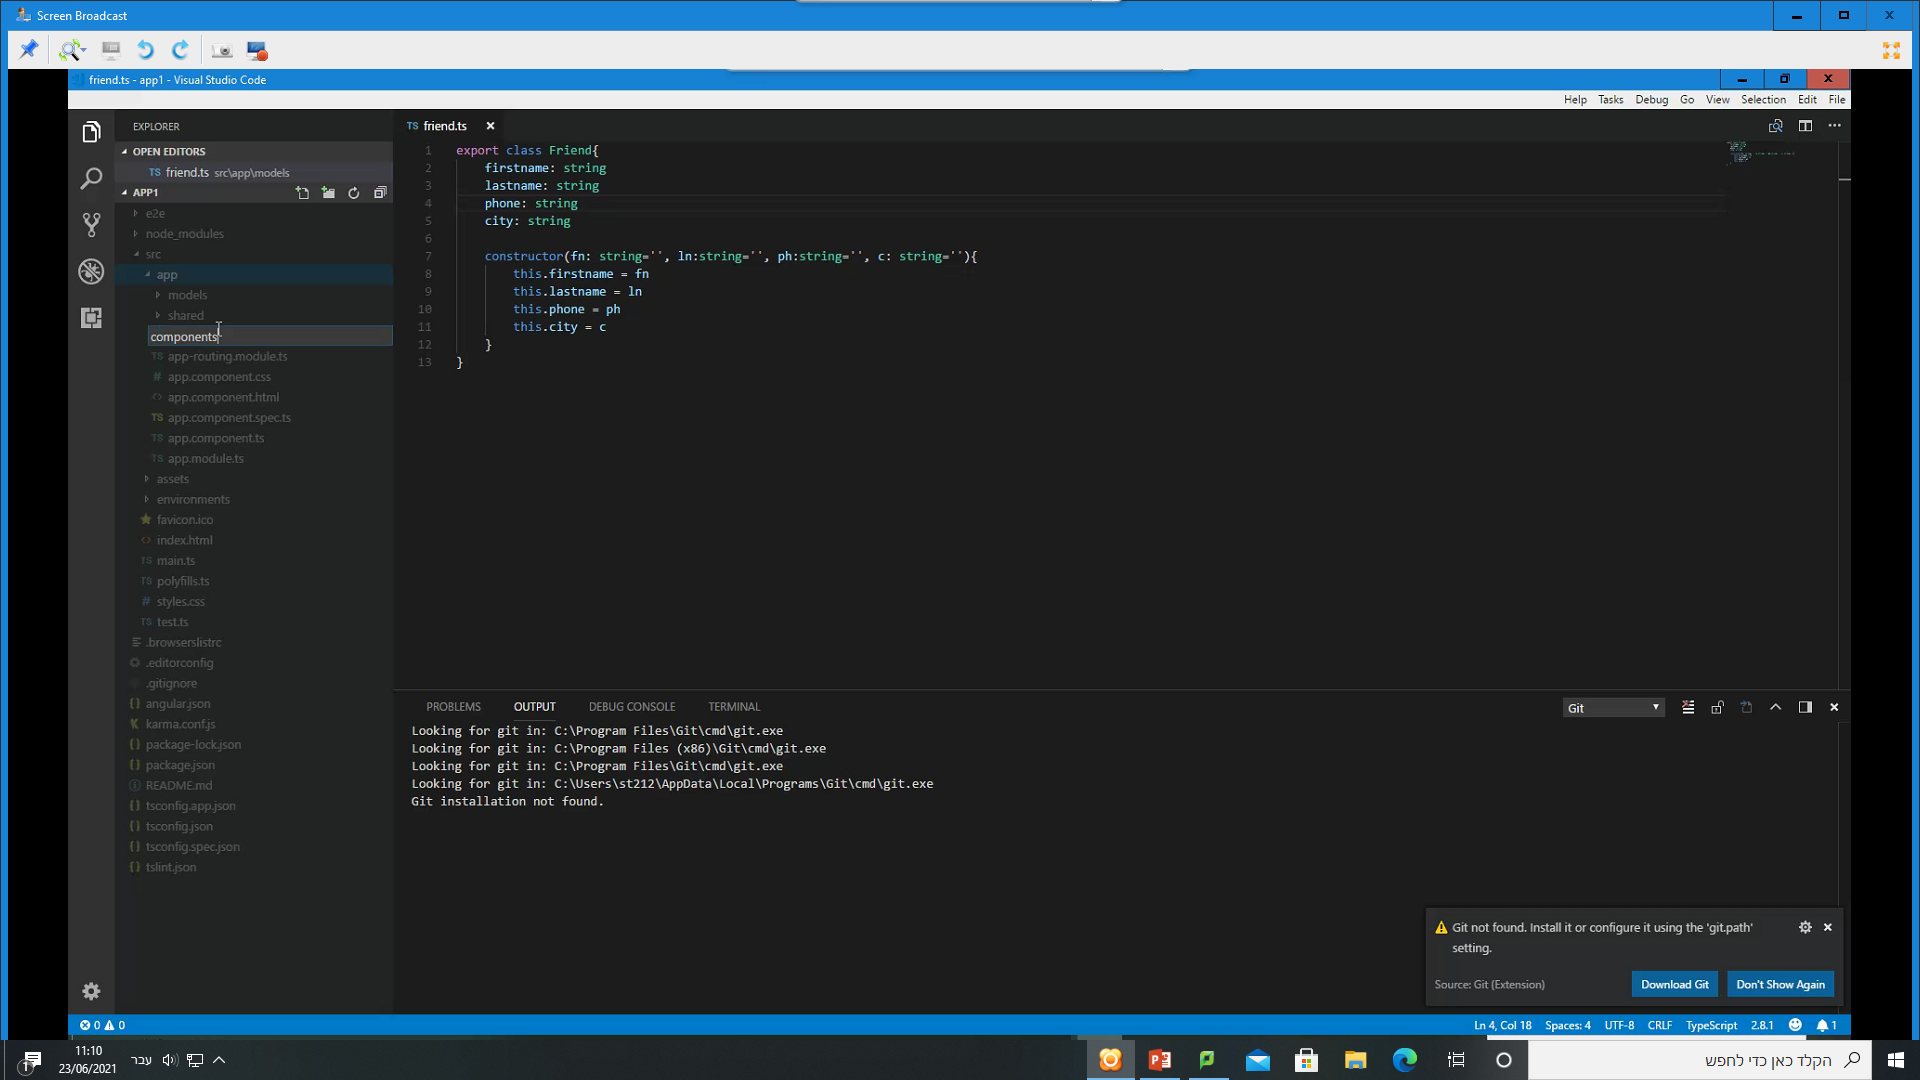 Screen Broadcast
friend.ts - app1 - Visual Studio Code
Help Tasks Debug Go View Selection Edit File
EXPLORER
OPEN EDITORS
TS friend.ts src\app\models
APP1
e2e
node_modules
src
app
models
shared
components
TS app-routing.module.ts
# app.component.css
<> app.component.html
TS app.component.spec.ts
TS app.component.ts
TS app.module.ts
assets
environments
favicon.ico
<> index.html
TS main.ts
TS polyfills.ts
# styles.css
TS test.ts
.browserslistrc
.editorconfig
.gitignore
{} angular.json
K karma.conf.js
{} package-lock.json
{} package.json
README.md
{} tsconfig.app.json
{} tsconfig.json
{} tsconfig.spec.json
{} tslint.json
TS friend.ts
1 export class Friend{
2 firstname: string
3 lastname: string
4 phone: string
5 city: string
6
7 constructor(fn: string='', ln:string='', ph:string='', c: string=''){
8 this.firstname = fn
9 this.lastname = ln
10 this.phone = ph
11 this.city = c
12 }
13 }
PROBLEMS OUTPUT DEBUG CONSOLE TERMINAL
Git
Looking for git in: C:\Program Files\Git\cmd\git.exe
Looking for git in: C:\Program Files (x86)\Git\cmd\git.exe
Looking for git in: C:\Program Files\Git\cmd\git.exe
Looking for git in: C:\Users\st212\AppData\Local\Programs\Git\cmd\git.exe
Git installation not found.
Git not found. Install it or configure it using the 'git.path'
setting.
Source: Git (Extension)
Download Git
Don't Show Again
0 0
Ln 4, Col 18 Spaces: 4 UTF-8 CRLF TypeScript 2.8.1 1
1
11:10
23/06/2021
עבר
הקלד כאן כדי לחפש